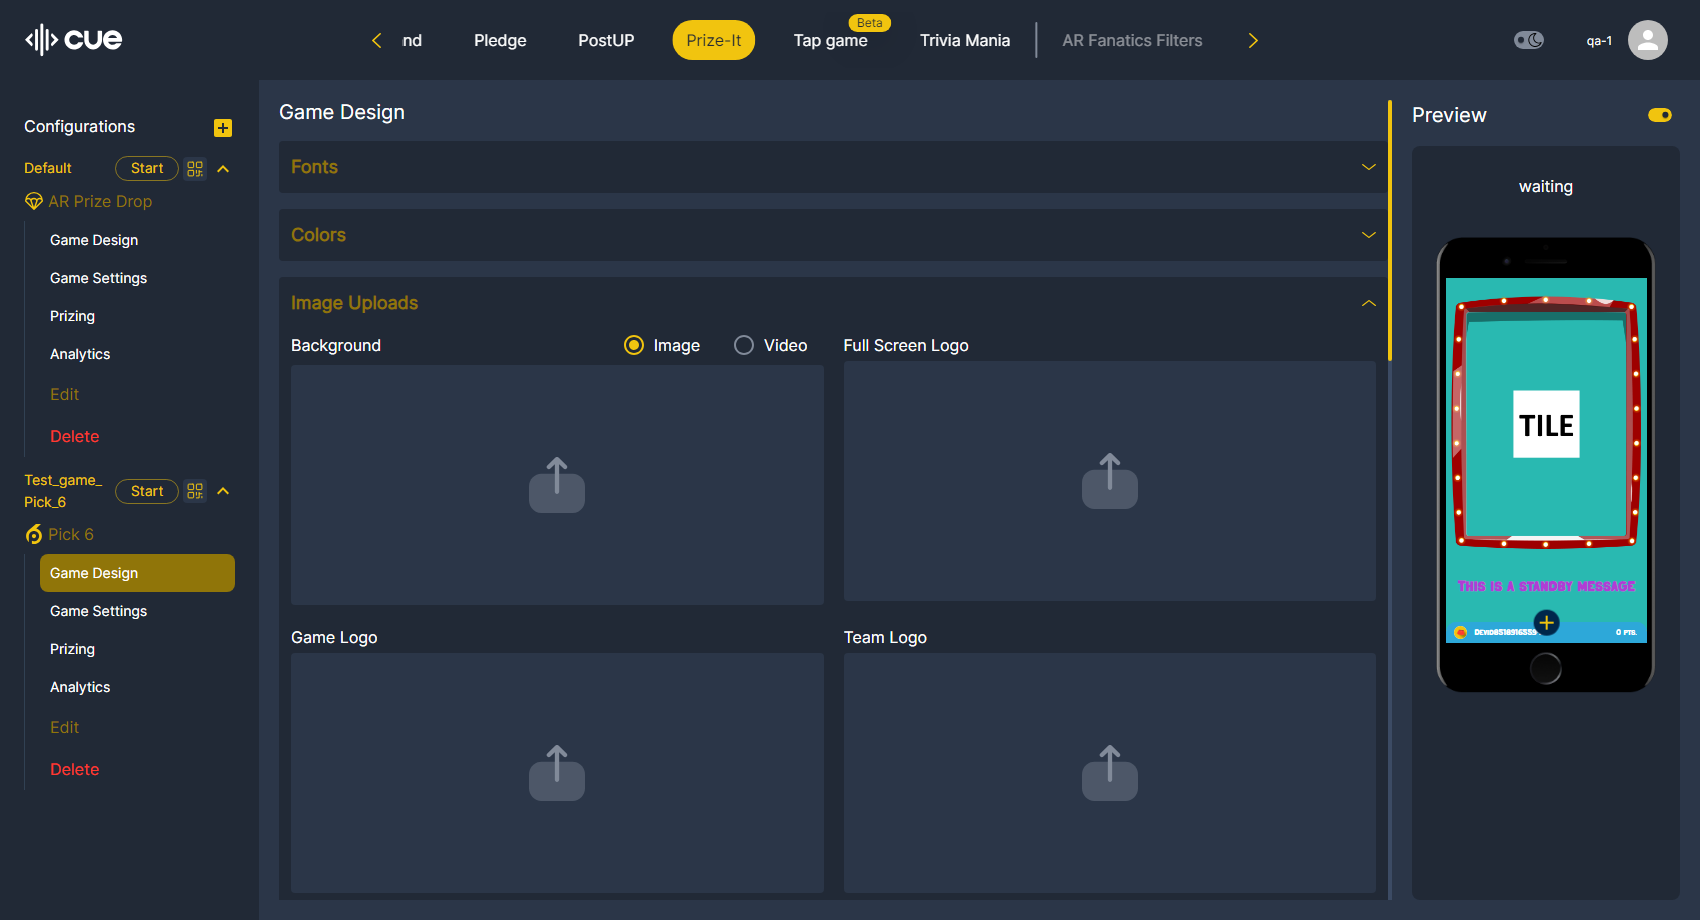 cue
nd
Pledge
PostUP
Prize-It
Beta
Tap game
Trivia Mania
AR Fanatics Filters
qa-1
Configurations
Default
Start
AR Prize Drop
Game Design
Game Settings
Prizing
Analytics
Edit
Delete
Test_game_
Pick_6
Start
Pick 6
Game Design
Game Settings
Prizing
Analytics
Edit
Delete
Game Design
Fonts
Colors
Image Uploads
Background
Image
Video
Full Screen Logo
Game Logo
Team Logo
Preview
waiting
TILE
THIS IS A STANDBY MESSAGE
0 PTS.